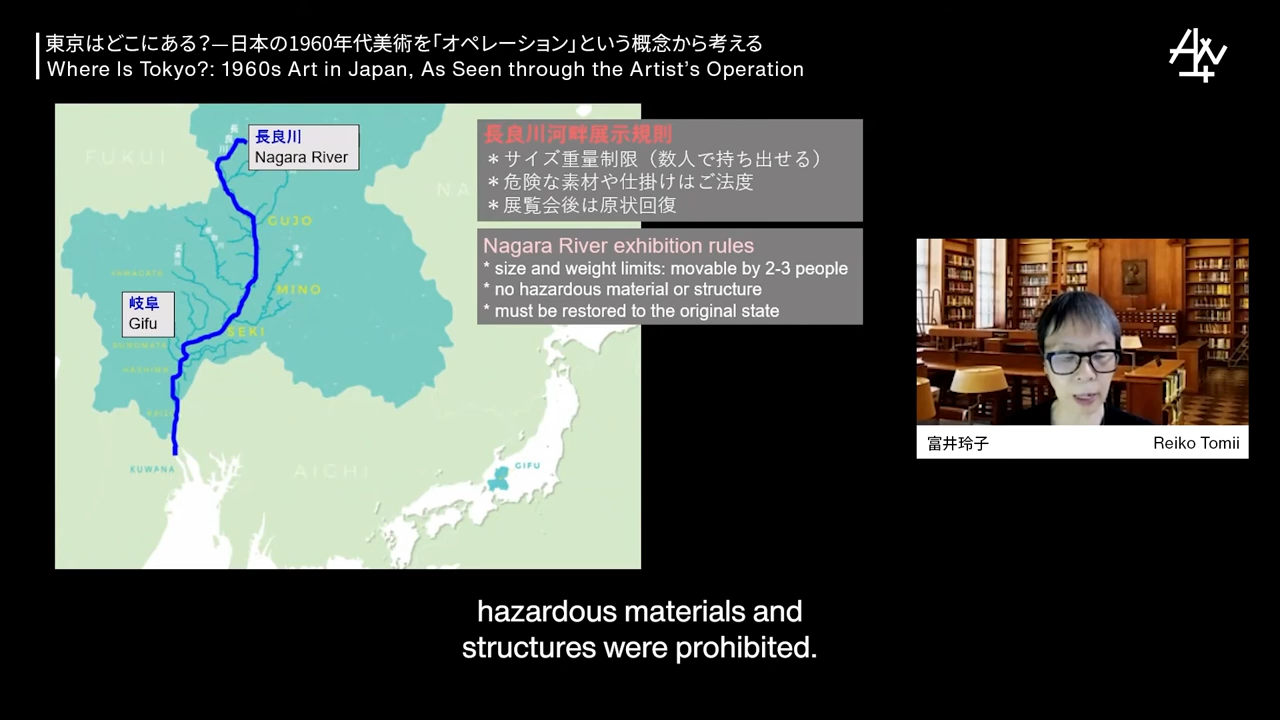 東京はどこにある?—日本の1960年代美術を「オペレーション」という概念から考える
Where Is Tokyo?: 1960s Art in Japan, As Seen through the Artist's Operation
長良川
Nagara River
FUKUI
NA
GUJO
YAMAGATA
MINO
岐阜
Gifu
SEKI
SUNOMATA
HASHIMA
KAIZU
KUWANA
AICHI
GIFU
長良川河畔展示規則
＊サイズ重量制限（数人で持ち出せる）
＊危険な素材や仕掛けはご法度
＊展覧会後は原状回復
Nagara River exhibition rules
* size and weight limits: movable by 2-3 people
* no hazardous material or structure
* must be restored to the original state
富井玲子 Reiko Tomii
hazardous materials and
structures were prohibited.